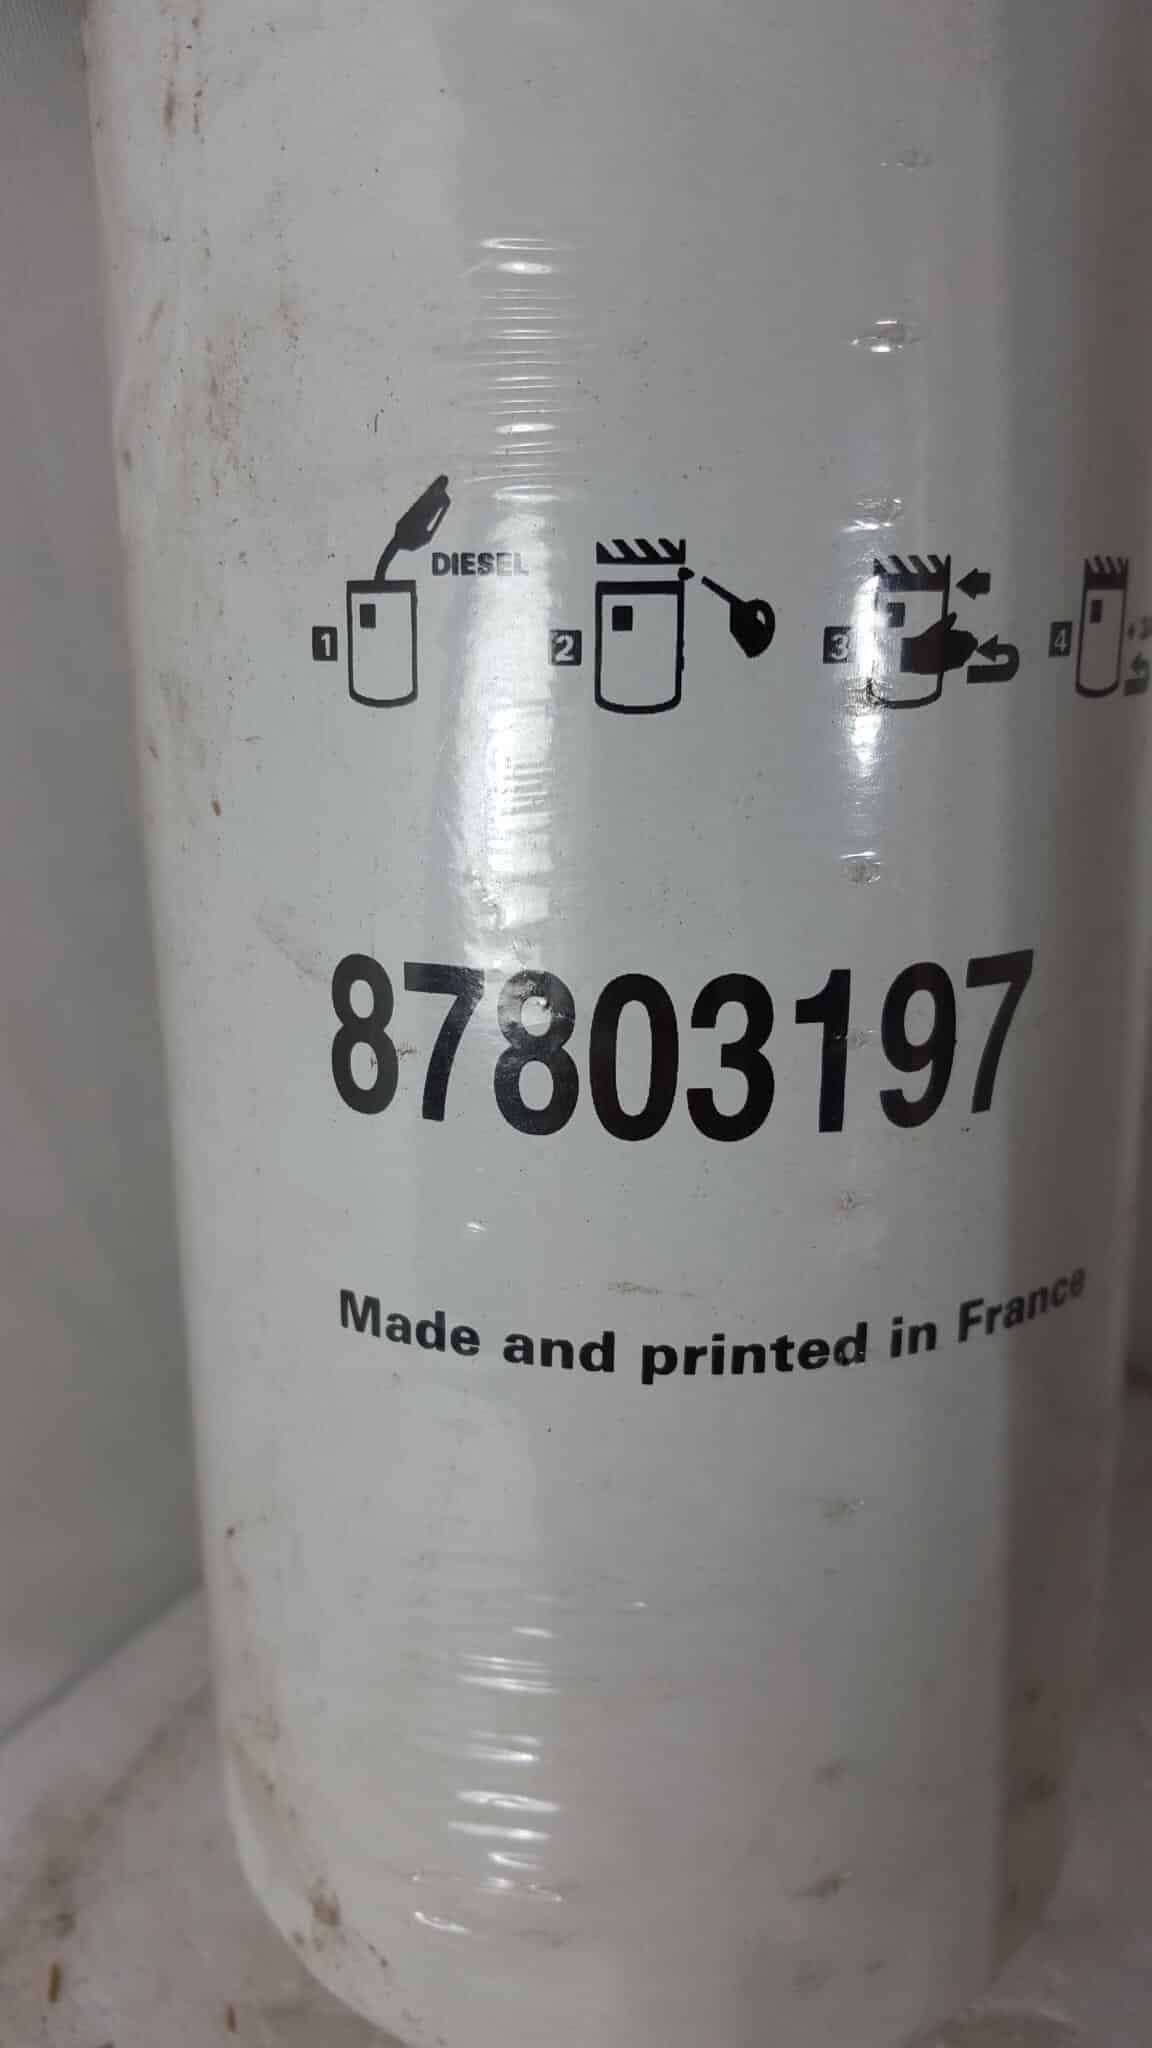 DIESEL
1 2 3 4
87803197
Made and printed in France